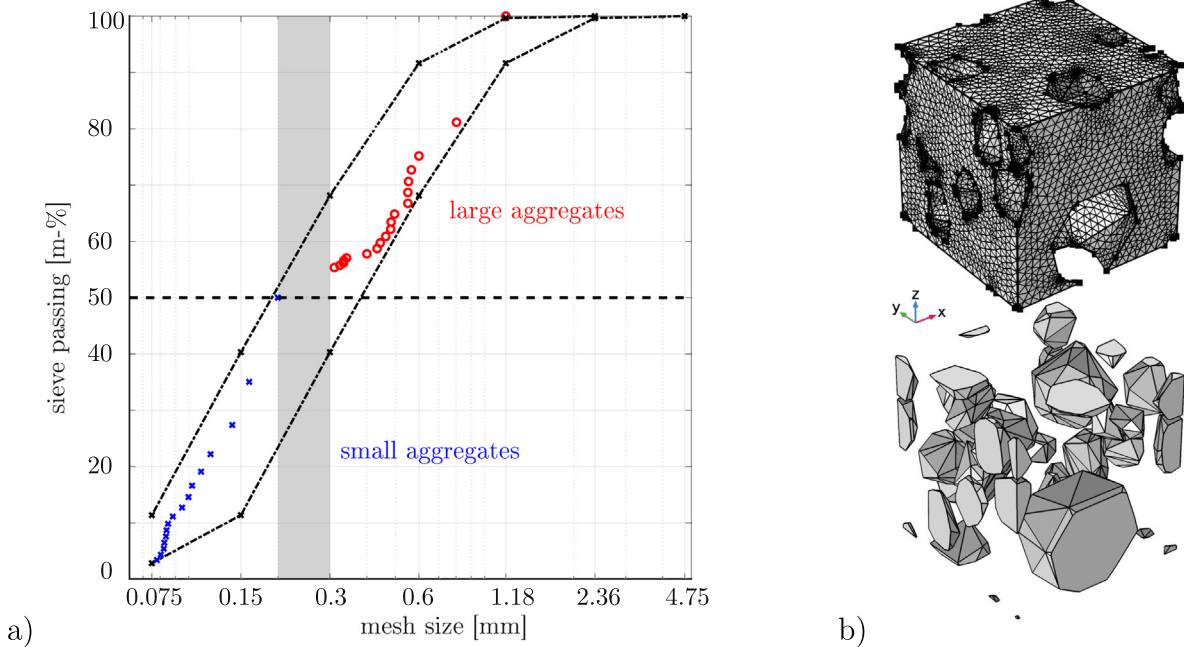 100
80
60
50
40
20
0
sieve passing [m-%]
large aggregates
small aggregates
0.075 0.15 0.3 0.6 1.18 2.36 4.75
mesh size [mm]
a)
z
y x
b)